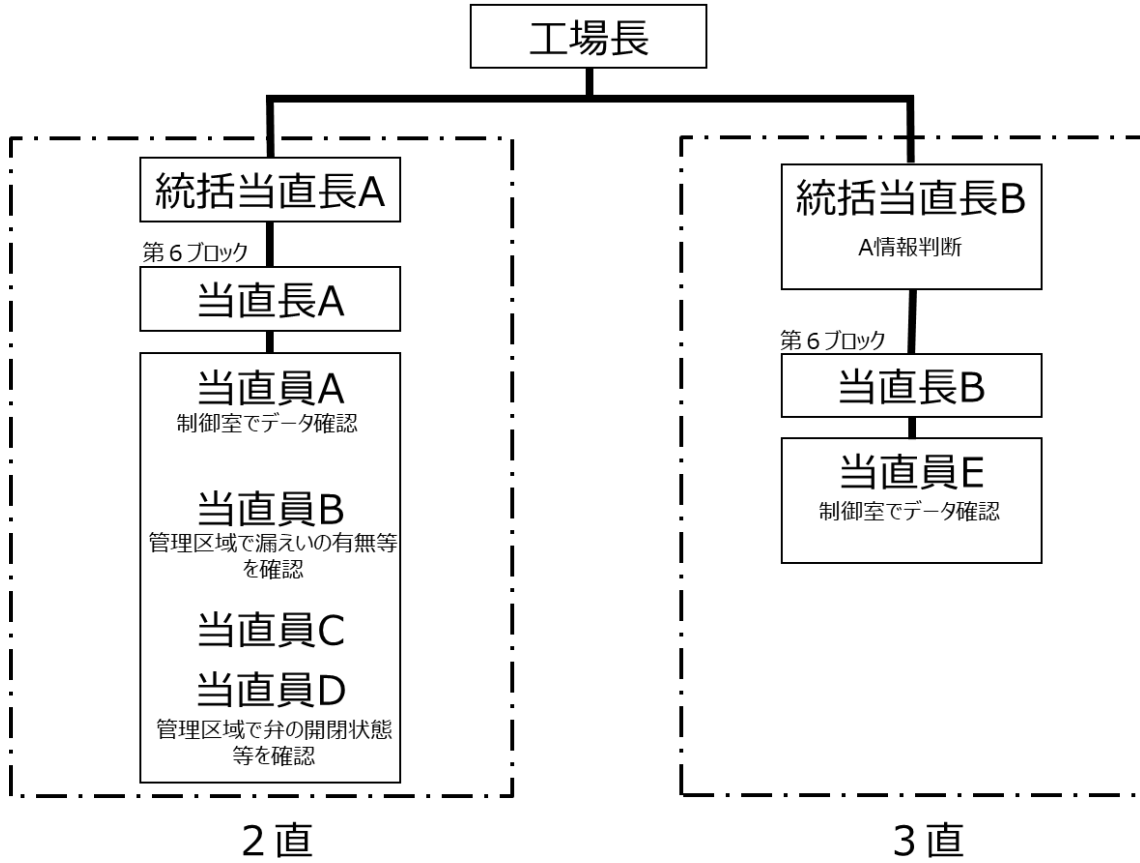 工場長
統括当直長A
第６ブロック
当直長A
当直員A
制御室でデータ確認
当直員B
管理区域で漏えいの有無等
を確認
当直員C
当直員D
管理区域で弁の開閉状態
等を確認
２直
統括当直長B
A情報判断
第６ブロック
当直長B
当直員E
制御室でデータ確認
３直